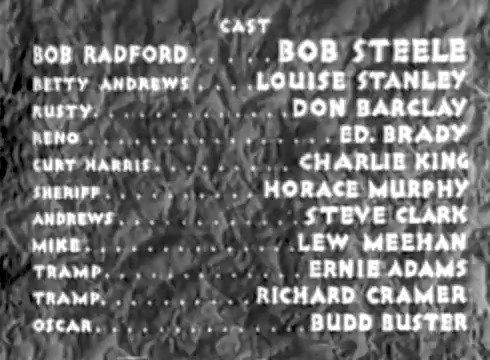 CAST
BOB RADFORD.....BOB STEELE
BETTY ANDREWS....LOUISE STANLEY
RUSTY..............DON BARCLAY
RENO.................ED. BRADY
CURT HARRIS..........CHARLIE KING
SHERIFF...........HORACE MURPHY
ANDREWS............STEVE CLARK
MIKE..............LEW MEEHAN
TRAMP.............ERNIE ADAMS
TRAMP..........RICHARD CRAMER
OSCAR..............BUDD BUSTER